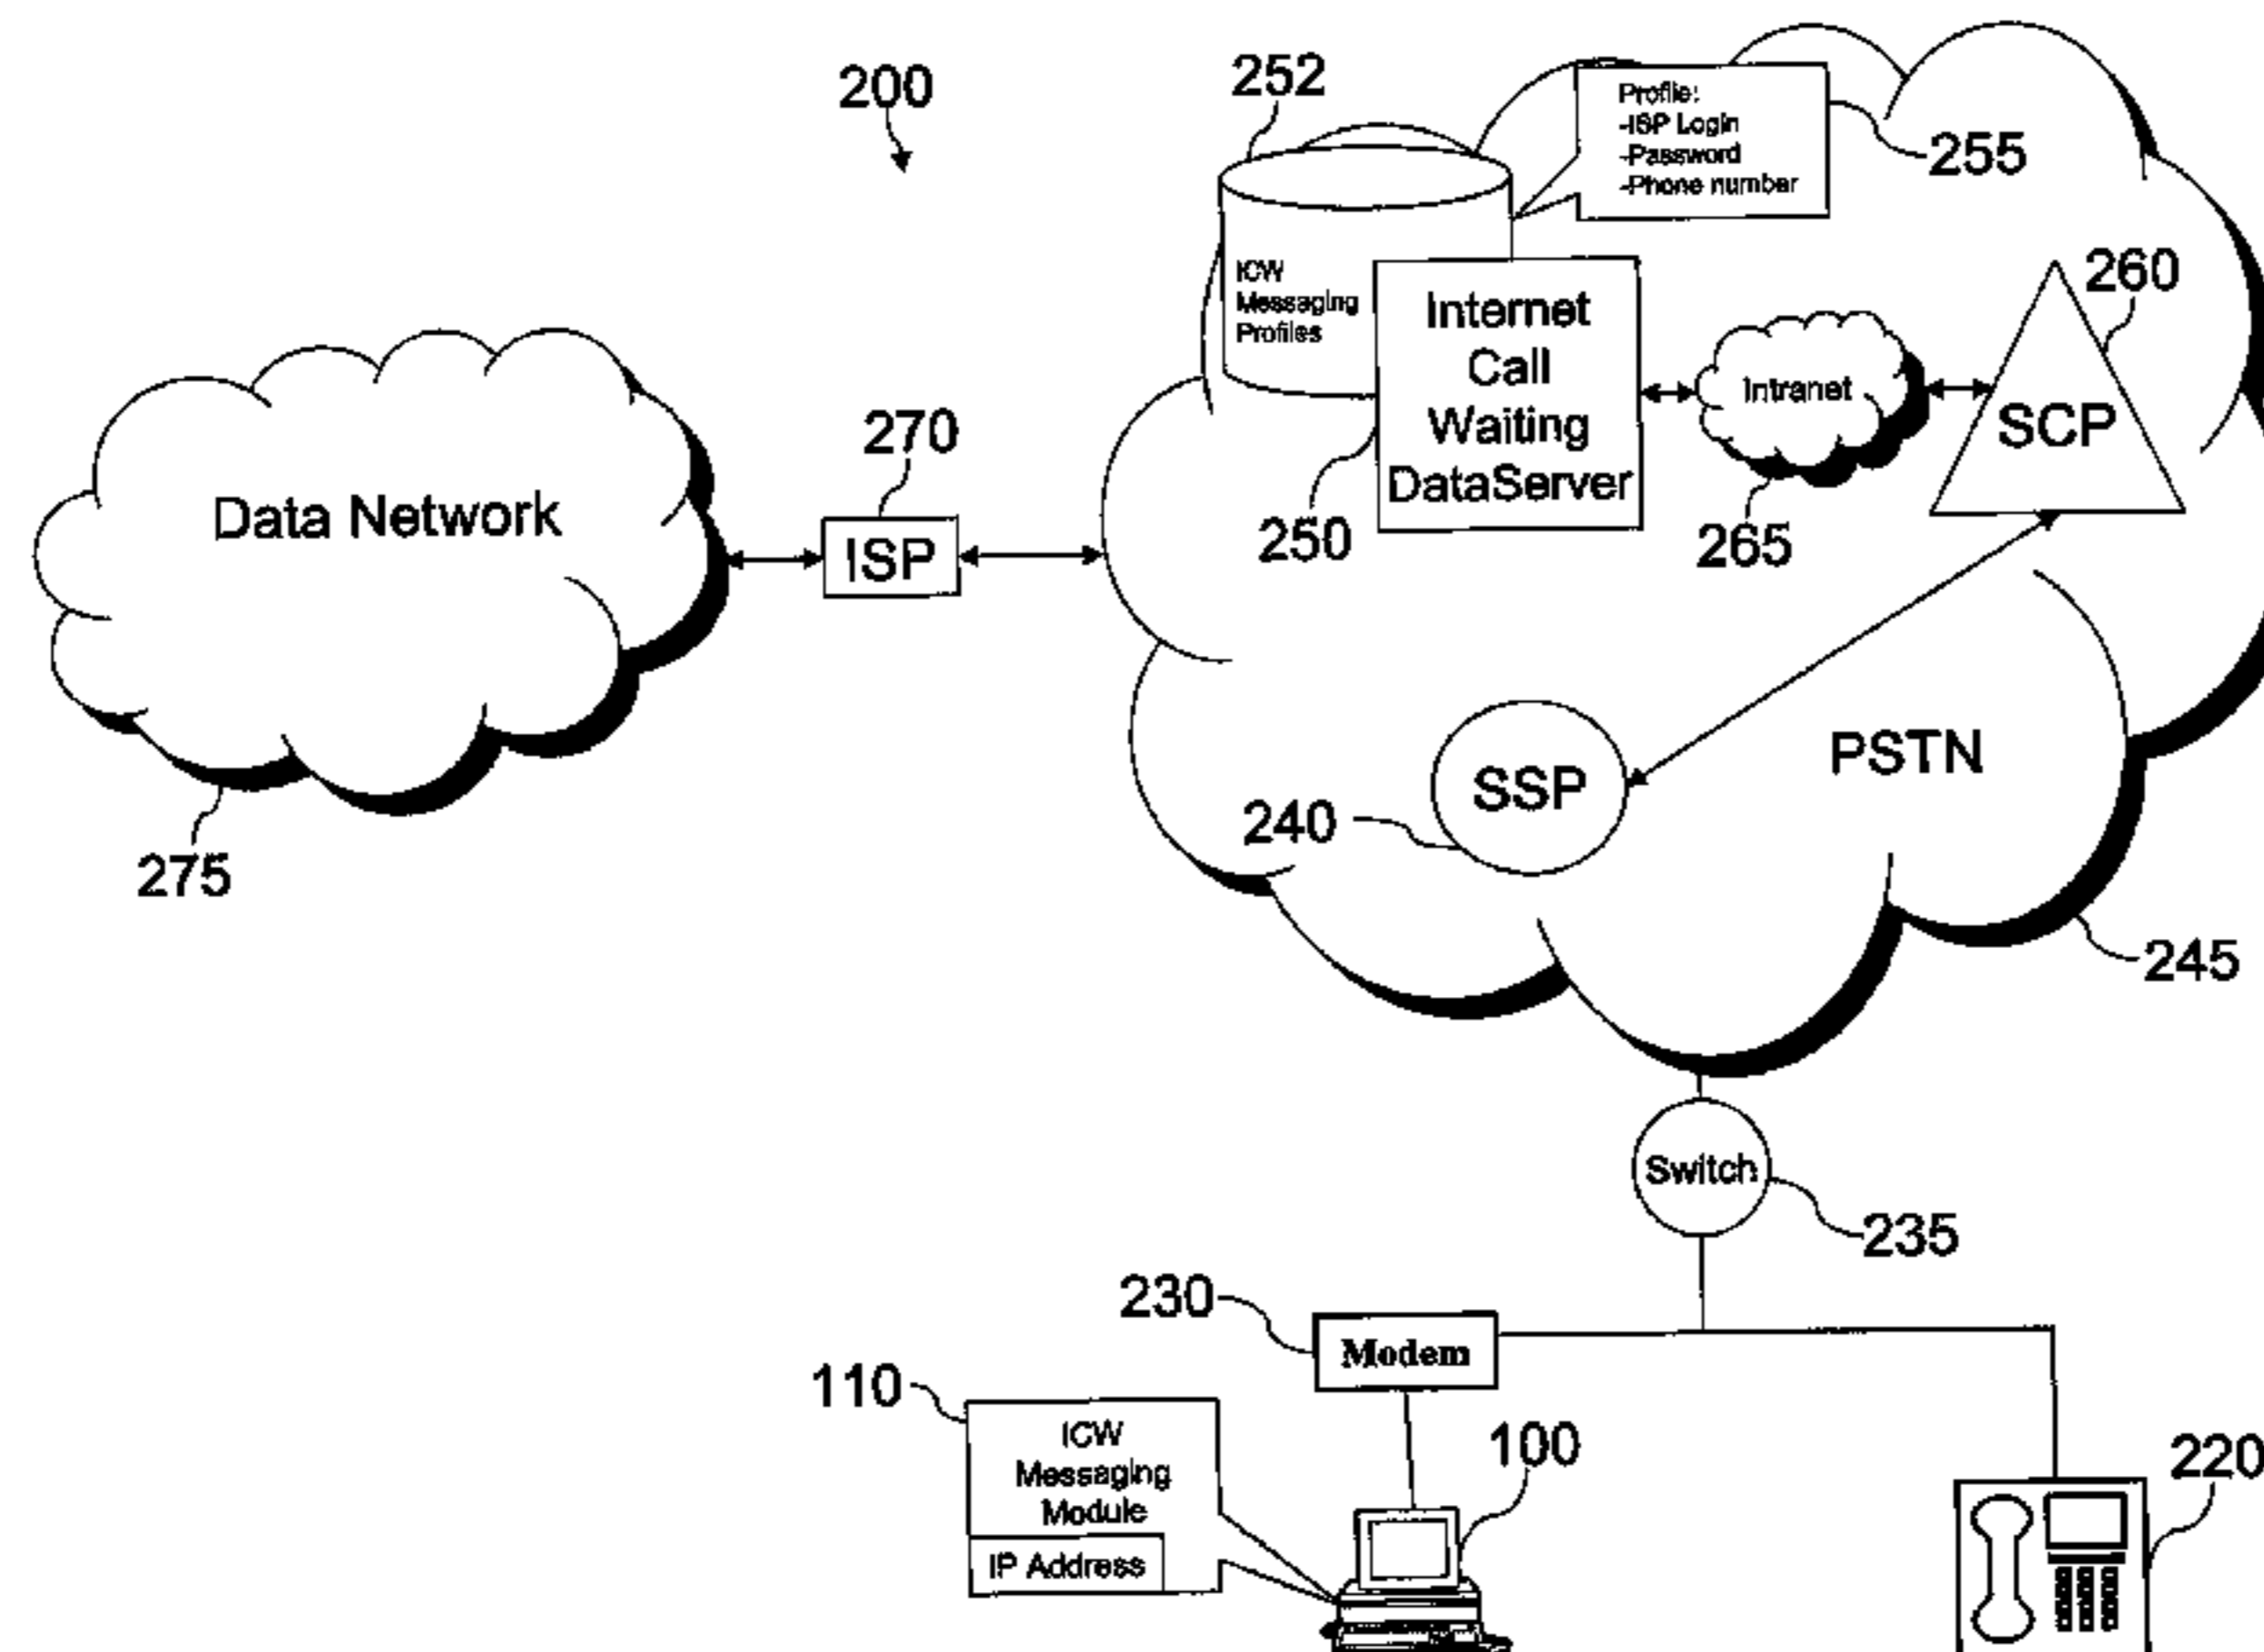 200
252
Profile:
-ISP Login
-Password
-Phone number
255
ICW
Messaging
Profiles
Internet
Call
Waiting
DataServer
250
Intranet
265
260
SCP
270
ISP
Data Network
275
SSP
240
PSTN
245
Switch
235
230
Modem
110
ICW
Messaging
Module
IP Address
100
220